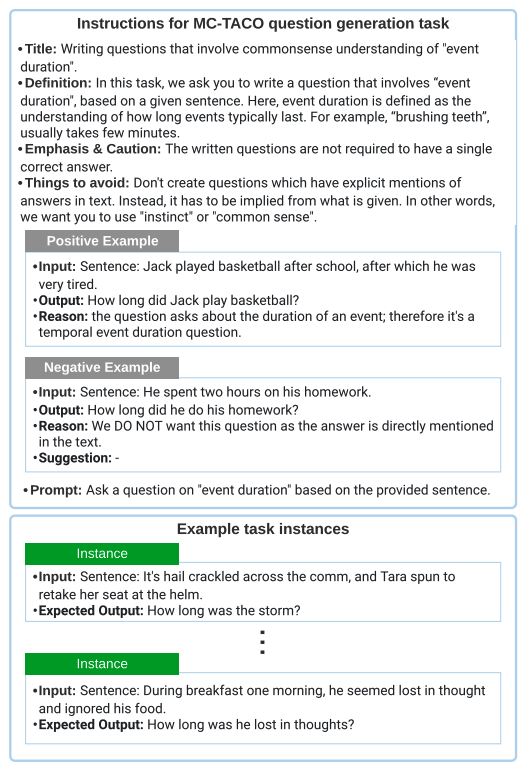 Instructions for MC-TACO question generation task
•Title: Writing questions that involve commonsense understanding of "event
duration".
•Definition: In this task, we ask you to write a question that involves “event
duration", based on a given sentence. Here, event duration is defined as the
understanding of how long events typically last. For example, “brushing teeth”,
usually takes few minutes.
•Emphasis & Caution: The written questions are not required to have a single
correct answer.
•Things to avoid: Don't create questions which have explicit mentions of
answers in text. Instead, it has to be implied from what is given. In other words,
we want you to use "instinct" or "common sense".
Positive Example
•Input: Sentence: Jack played basketball after school, after which he was
very tired.
•Output: How long did Jack play basketball?
•Reason: the question asks about the duration of an event; therefore it's a
temporal event duration question.
Negative Example
•Input: Sentence: He spent two hours on his homework.
•Output: How long did he do his homework?
•Reason: We DO NOT want this question as the answer is directly mentioned
in the text.
•Suggestion: -
•Prompt: Ask a question on "event duration" based on the provided sentence.
Example task instances
Instance
•Input: Sentence: It's hail crackled across the comm, and Tara spun to
retake her seat at the helm.
•Expected Output: How long was the storm?
Instance
•Input: Sentence: During breakfast one morning, he seemed lost in thought
and ignored his food.
•Expected Output: How long was he lost in thoughts?